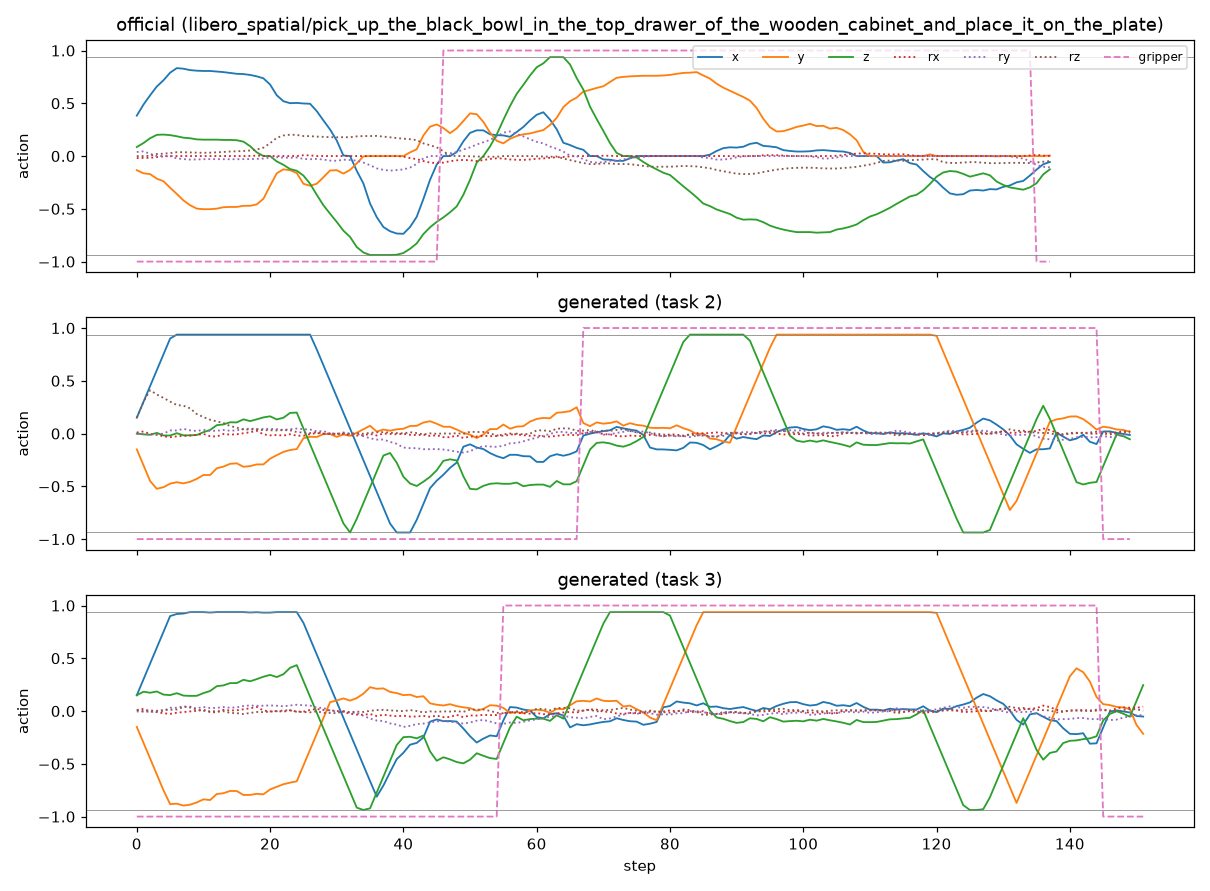 official (libero_spatial/pick_up_the_black_bowl_in_the_top_drawer_of_the_wooden_cabinet_and_place_it_on_the_plate)
1.0
0.5
0.0
−0.5
−1.0
action
x y z rx ry rz gripper
generated (task 2)
1.0
0.5
0.0
−0.5
−1.0
action
generated (task 3)
1.0
0.5
0.0
−0.5
−1.0
action
0 20 40 60 80 100 120 140
step